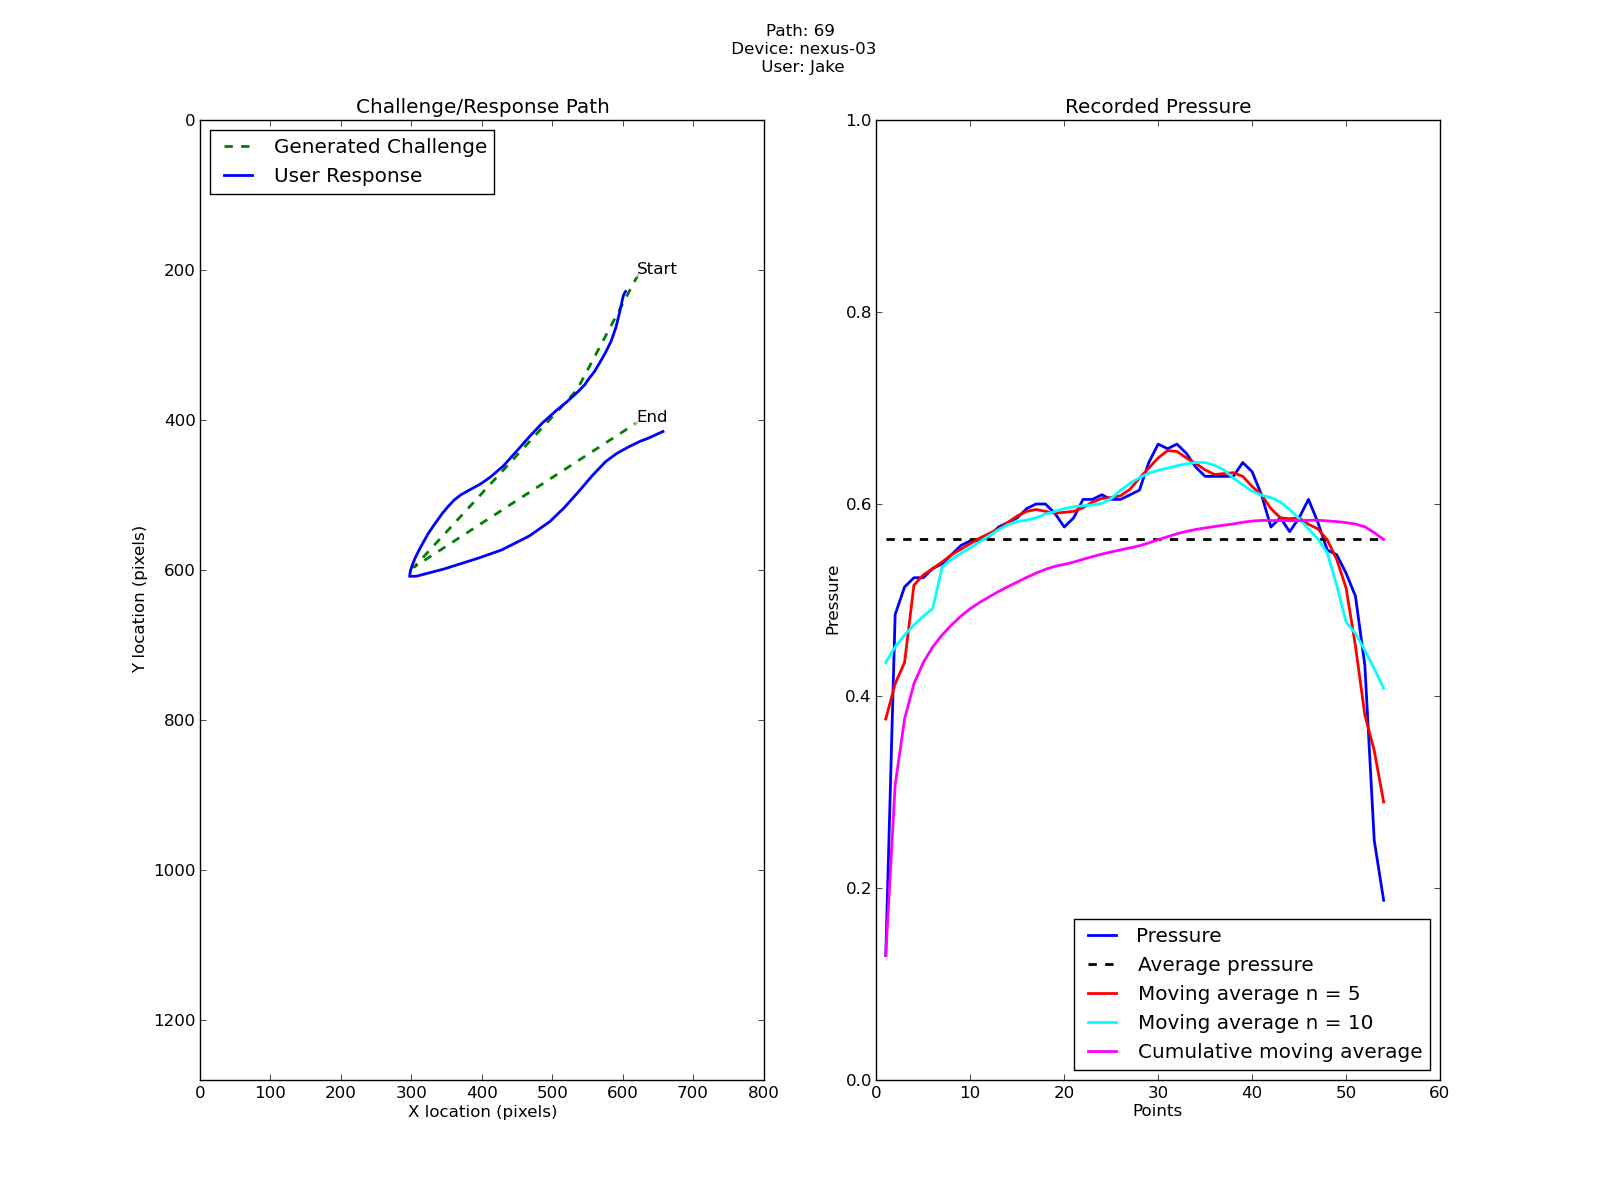 Path: 69
Device: nexus-03
User: Jake
Challenge/Response Path
Generated Challenge
User Response
Start
End
0
200
400
600
800
1000
1200
Y location (pixels)
0 100 200 300 400 500 600 700 800
X location (pixels)
Recorded Pressure
1.0
0.8
0.6
0.4
0.2
0.0
Pressure
Pressure
Average pressure
Moving average n = 5
Moving average n = 10
Cumulative moving average
0 10 20 30 40 50 60
Points